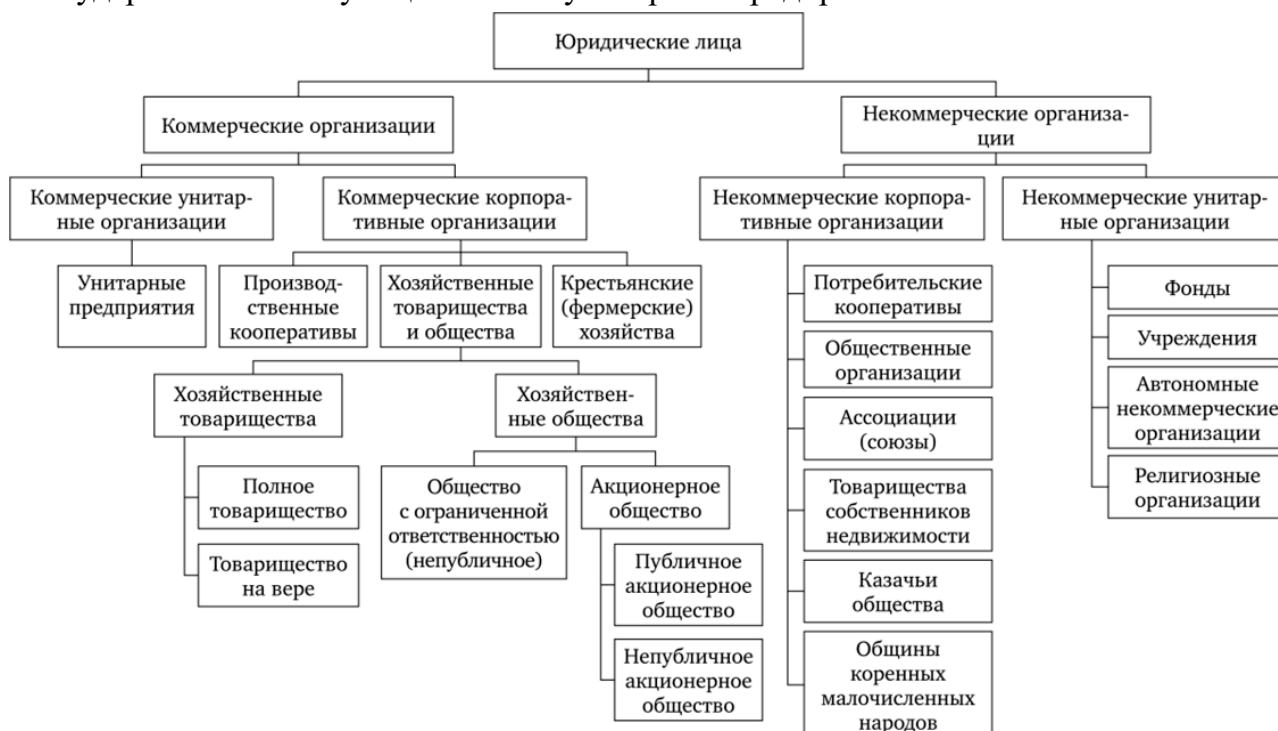 Юридические лица
Коммерческие организации
Некоммерческие организа-
ции
Коммерческие унитар-
ные организации
Коммерческие корпора-
тивные организации
Некоммерческие корпора-
тивные организации
Некоммерческие унитар-
ные организации
Унитарные
предприятия
Производ-
ственные
кооперативы
Хозяйственные
товарищества
и общества
Крестьянские
(фермерские)
хозяйства
Хозяйственные
товарищества
Хозяйствен-
ные общества
Полное
товарищество
Товарищество
на вере
Общество
с ограниченной
ответственностью
(непубличное)
Акционерное
общество
Публичное
акционерное
общество
Непубличное
акционерное
общество
Потребительские
кооперативы
Общественные
организации
Ассоциации
(союзы)
Товарищества
собственников
недвижимости
Казачьи
общества
Общины
коренных
малочисленных
народов
Фонды
Учреждения
Автономные
некоммерческие
организации
Религиозные
организации